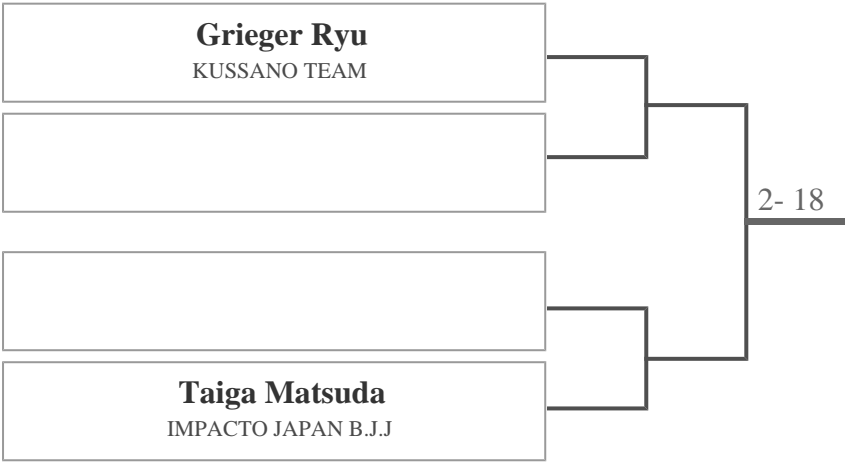 Grieger Ryu
KUSSANO TEAM
2- 18
Taiga Matsuda
IMPACTO JAPAN B.J.J